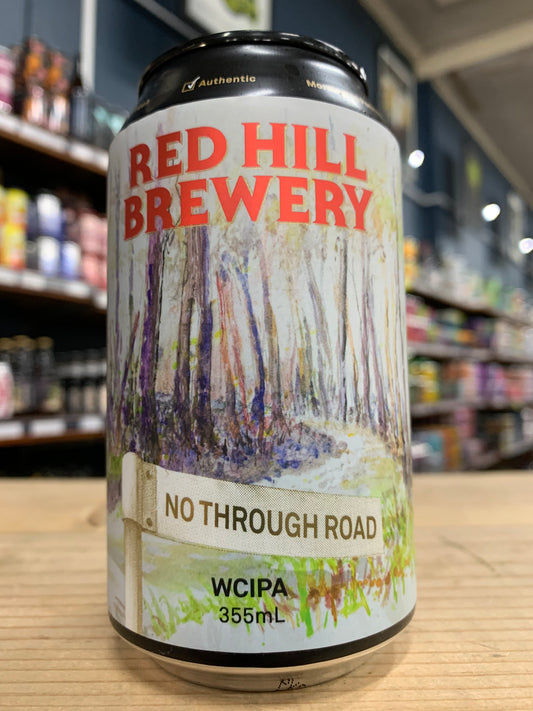 Authentic
RED HILL
BREWERY
NO THROUGH ROAD
WCIPA
355mL